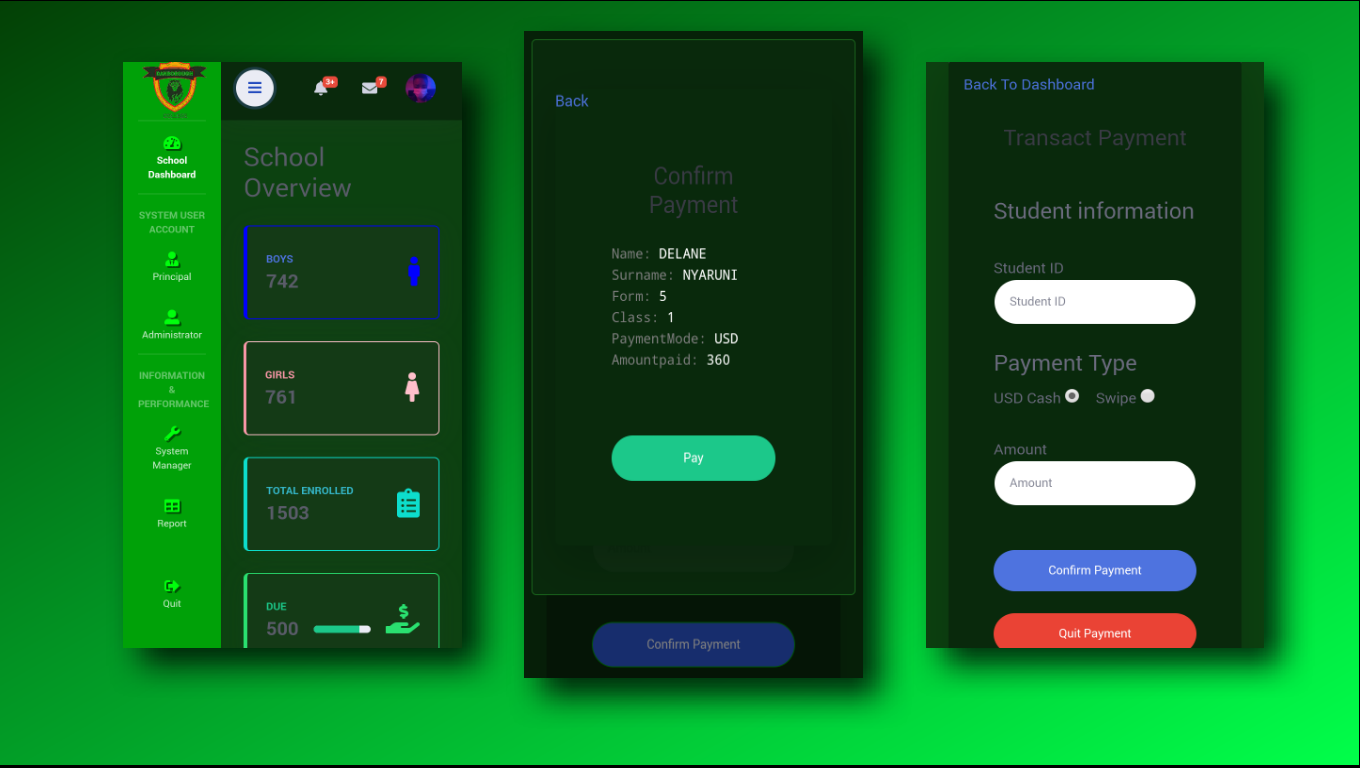 3+
7
School
Dashboard
SYSTEM USER
ACCOUNT
Principal
Administrator
INFORMATION
&
PERFORMANCE
System
Manager
Report
Quit
School
Overview
BOYS
742
GIRLS
761
TOTAL ENROLLED
1503
DUE
500
Back
Confirm
Payment
Name: DELANE
Surname: NYARUNI
Form: 5
Class: 1
PaymentMode: USD
Amountpaid: 360
Pay
Confirm Payment
Back To Dashboard
Transact Payment
Student information
Student ID
Student ID
Payment Type
USD Cash Swipe
Amount
Amount
Confirm Payment
Quit Payment